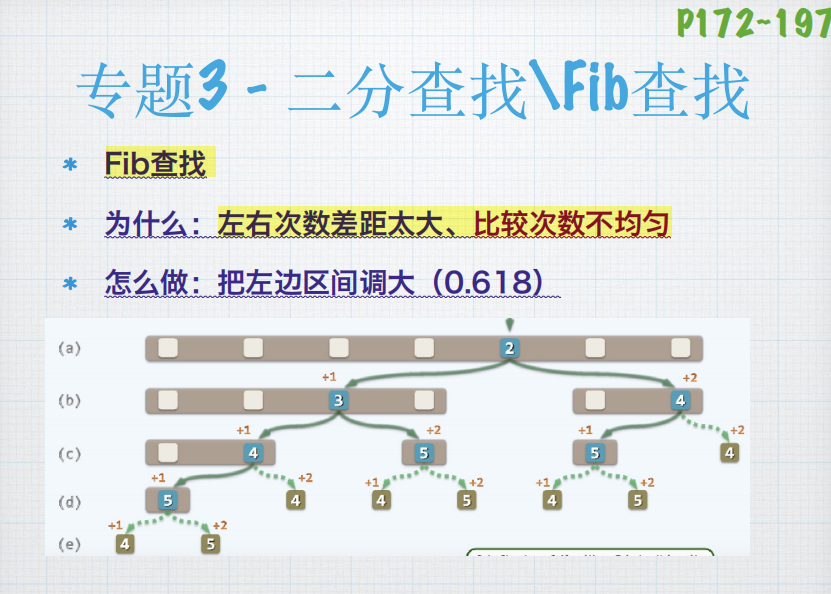 P172~197
专题3 - 二分查找\Fib查找
Fib查找
为什么：左右次数差距太大、比较次数不均匀
怎么做：把左边区间调大（0.618）
(a) 2
+1 +2
(b) 3 4
+1 +2 +1 +2
(c) 4 5 5 4
+1 +2 +1 +2 +1 +2
(d) 5 4 4 5 4 5
+1 +2
(e) 4 5